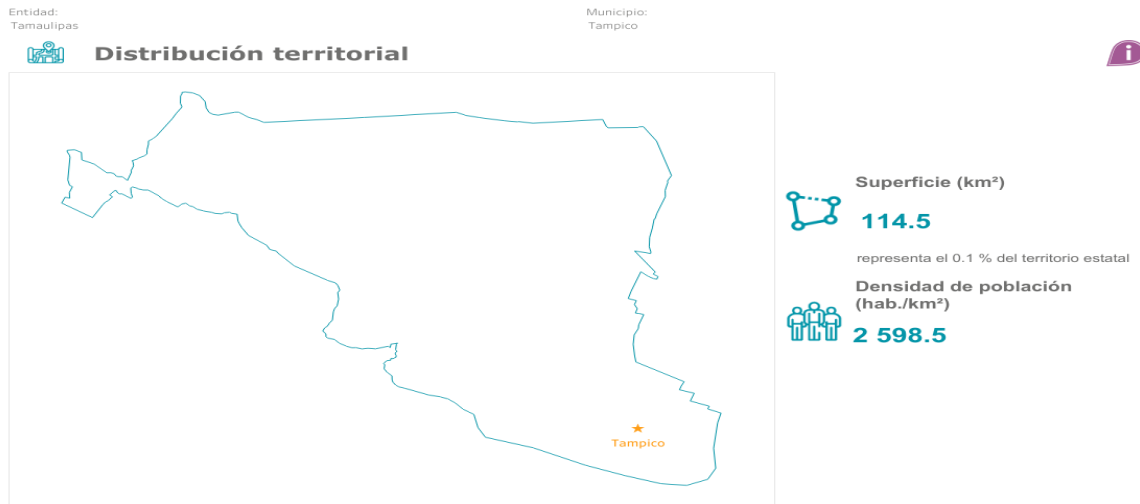 Entidad:
Tamaulipas
Municipio:
Tampico
Distribución territorial
i
Superficie (km²)
114.5
representa el 0.1 % del territorio estatal
Densidad de población
(hab./km²)
2 598.5
Tampico